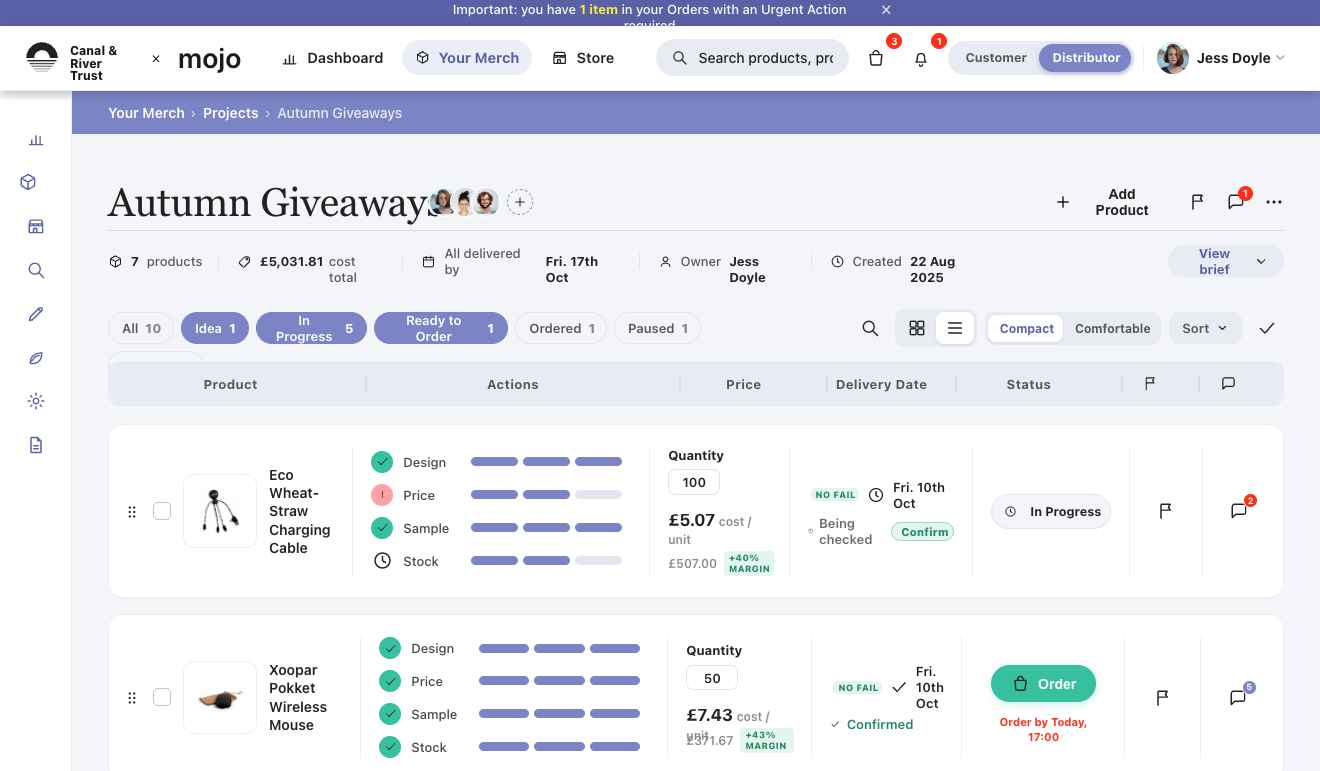 Important: you have 1 item in your Orders with an Urgent Action
required
Canal &
River
Trust
×
mojo
Dashboard
Your Merch
Store
Search products, pro
3
1
Customer
Distributor
Jess Doyle
Your Merch › Projects › Autumn Giveaways
Autumn Giveaways
Add
Product
1
7 products
£5,031.81 cost
total
All delivered
by
Fri. 17th
Oct
Owner
Jess
Doyle
Created
22 Aug
2025
View
brief
All 10
Idea 1
In
Progress
5
Ready to
Order
1
Ordered 1
Paused 1
Compact
Comfortable
Sort
Product
Actions
Price
Delivery Date
Status
Eco
Wheat-
Straw
Charging
Cable
Design
Price
Sample
Stock
Quantity
100
£5.07 cost /
unit
£507.00
+40%
MARGIN
NO FAIL
Fri. 10th
Oct
Being
checked
Confirm
In Progress
2
Xoopar
Pokket
Wireless
Mouse
Design
Price
Sample
Stock
Quantity
50
£7.43 cost /
unit
£371.67
+43%
MARGIN
NO FAIL
Fri.
10th
Oct
Confirmed
Order
Order by Today,
17:00
5